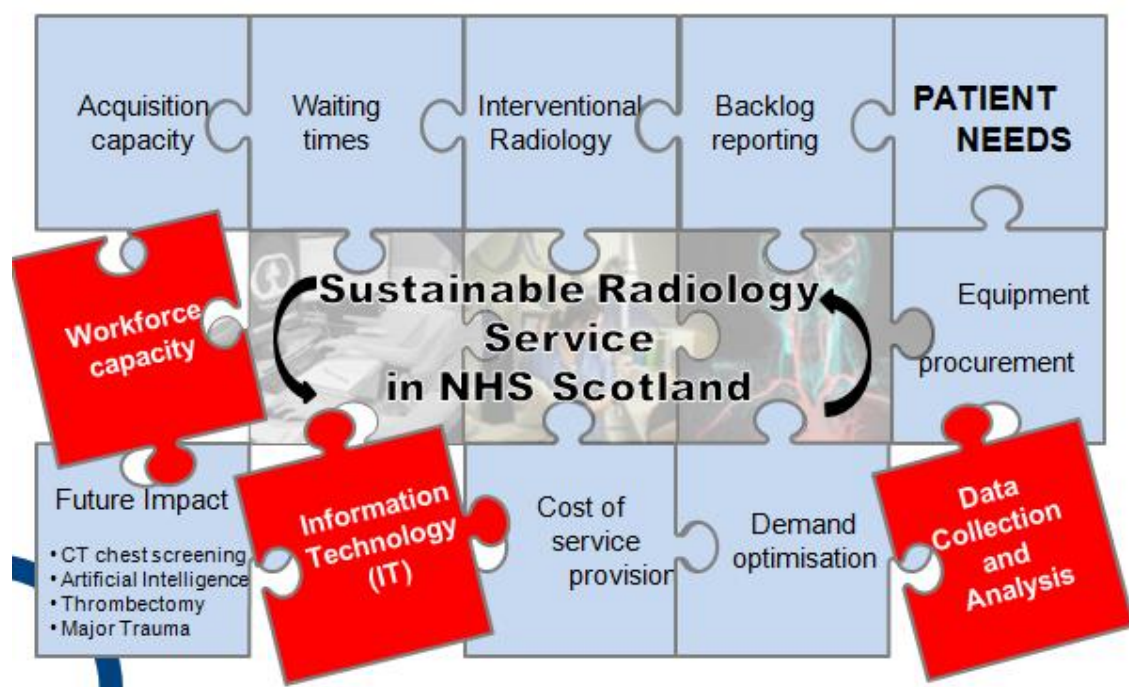 Acquisition
capacity
Waiting
times
Interventional
Radiology
Backlog
reporting
PATIENT
NEEDS
Workforce
capacity
Sustainable Radiology
Service
in NHS Scotland
Equipment
procurement
Future Impact
• CT chest screening
• Artificial Intelligence
• Thrombectomy
• Major Trauma
Information
Technology
(IT)
Cost of
service
provision
Demand
optimisation
Data
Collection
and
Analysis